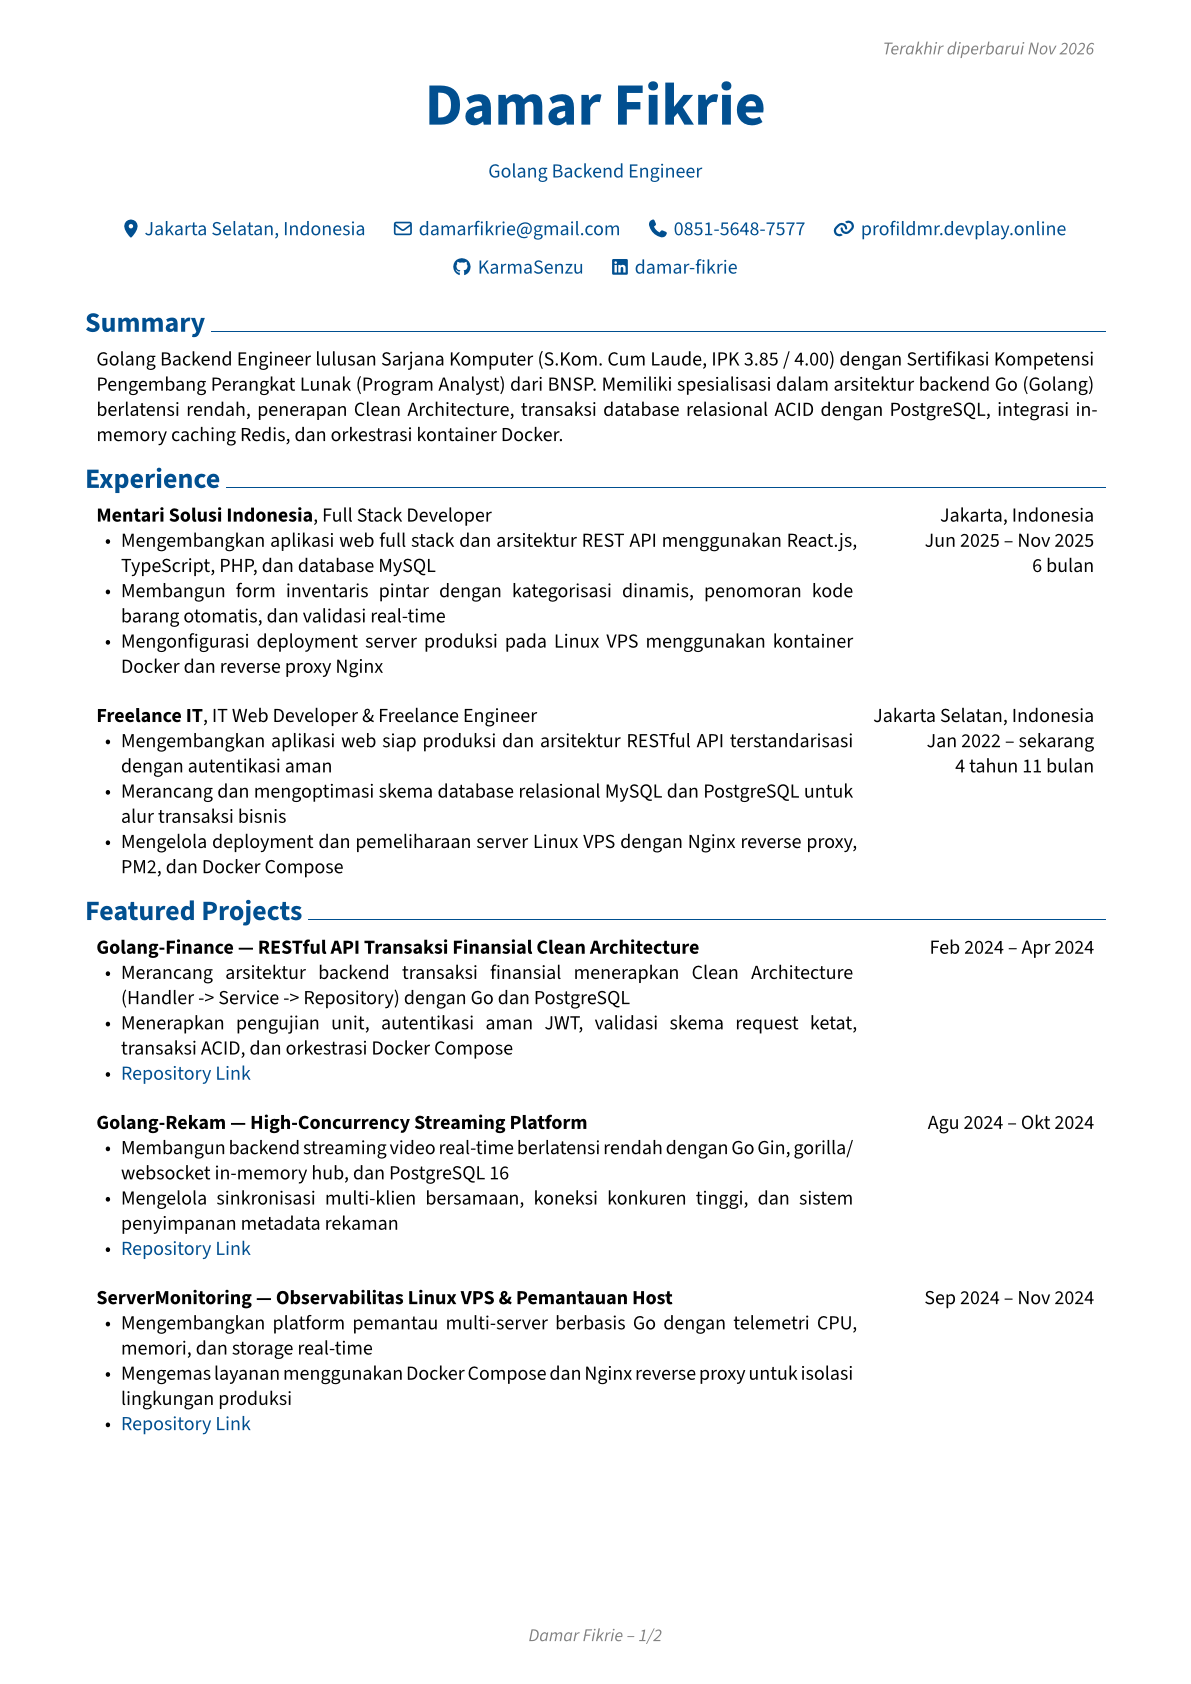 Terakhir diperbarui Nov 2026
Damar Fikrie
Golang Backend Engineer
Jakarta Selatan, Indonesia damarfikrie@gmail.com 0851-5648-7577 profildmr.devplay.online
KarmaSenzu damar-fikrie
Summary
Golang Backend Engineer lulusan Sarjana Komputer (S.Kom. Cum Laude, IPK 3.85 / 4.00) dengan Sertifikasi Kompetensi
Pengembang Perangkat Lunak (Program Analyst) dari BNSP. Memiliki spesialisasi dalam arsitektur backend Go (Golang)
berlatensi rendah, penerapan Clean Architecture, transaksi database relasional ACID dengan PostgreSQL, integrasi in-
memory caching Redis, dan orkestrasi kontainer Docker.
Experience
Mentari Solusi Indonesia, Full Stack Developer Jakarta, Indonesia
• Mengembangkan aplikasi web full stack dan arsitektur REST API menggunakan React.js, Jun 2025 – Nov 2025
TypeScript, PHP, dan database MySQL 6 bulan
• Membangun form inventaris pintar dengan kategorisasi dinamis, penomoran kode
barang otomatis, dan validasi real-time
• Mengonfigurasi deployment server produksi pada Linux VPS menggunakan kontainer
Docker dan reverse proxy Nginx
Freelance IT, IT Web Developer & Freelance Engineer Jakarta Selatan, Indonesia
• Mengembangkan aplikasi web siap produksi dan arsitektur RESTful API terstandarisasi Jan 2022 – sekarang
dengan autentikasi aman 4 tahun 11 bulan
• Merancang dan mengoptimasi skema database relasional MySQL dan PostgreSQL untuk
alur transaksi bisnis
• Mengelola deployment dan pemeliharaan server Linux VPS dengan Nginx reverse proxy,
PM2, dan Docker Compose
Featured Projects
Golang-Finance — RESTful API Transaksi Finansial Clean Architecture Feb 2024 – Apr 2024
• Merancang arsitektur backend transaksi finansial menerapkan Clean Architecture
(Handler -> Service -> Repository) dengan Go dan PostgreSQL
• Menerapkan pengujian unit, autentikasi aman JWT, validasi skema request ketat,
transaksi ACID, dan orkestrasi Docker Compose
• Repository Link
Golang-Rekam — High-Concurrency Streaming Platform Agu 2024 – Okt 2024
• Membangun backend streaming video real-time berlatensi rendah dengan Go Gin, gorilla/
websocket in-memory hub, dan PostgreSQL 16
• Mengelola sinkronisasi multi-klien bersamaan, koneksi konkuren tinggi, dan sistem
penyimpanan metadata rekaman
• Repository Link
ServerMonitoring — Observabilitas Linux VPS & Pemantauan Host Sep 2024 – Nov 2024
• Mengembangkan platform pemantau multi-server berbasis Go dengan telemetri CPU,
memori, dan storage real-time
• Mengemas layanan menggunakan Docker Compose dan Nginx reverse proxy untuk isolasi
lingkungan produksi
• Repository Link
Damar Fikrie – 1/2